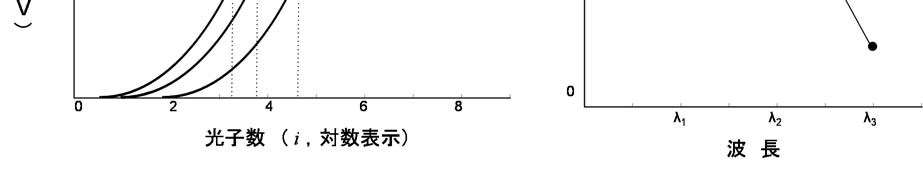 V)
0 2 4 6 8
光子数 (i, 対数表示)
0
λ1 λ2 λ3
波 長